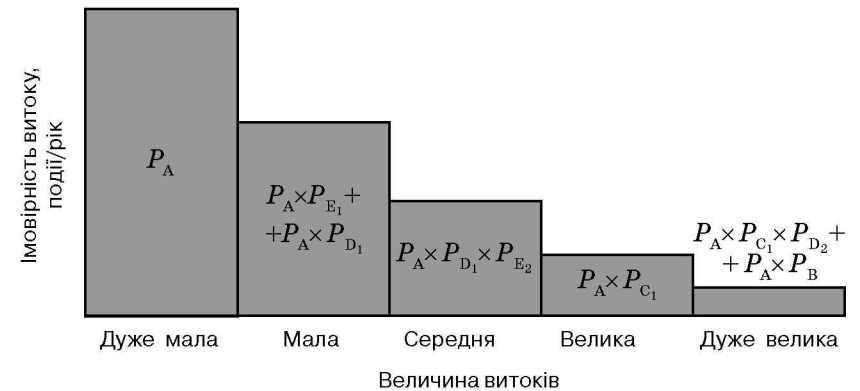 Імовірність витоку,
події/рік
P_A
P_A×P_E₁+
+P_A×P_D₁
P_A×P_D₁×P_E₂
P_A×P_C₁
P_A×P_C₁×P_D₂+
+P_A×P_B
Дуже мала
Мала
Середня
Велика
Дуже велика
Величина витоків